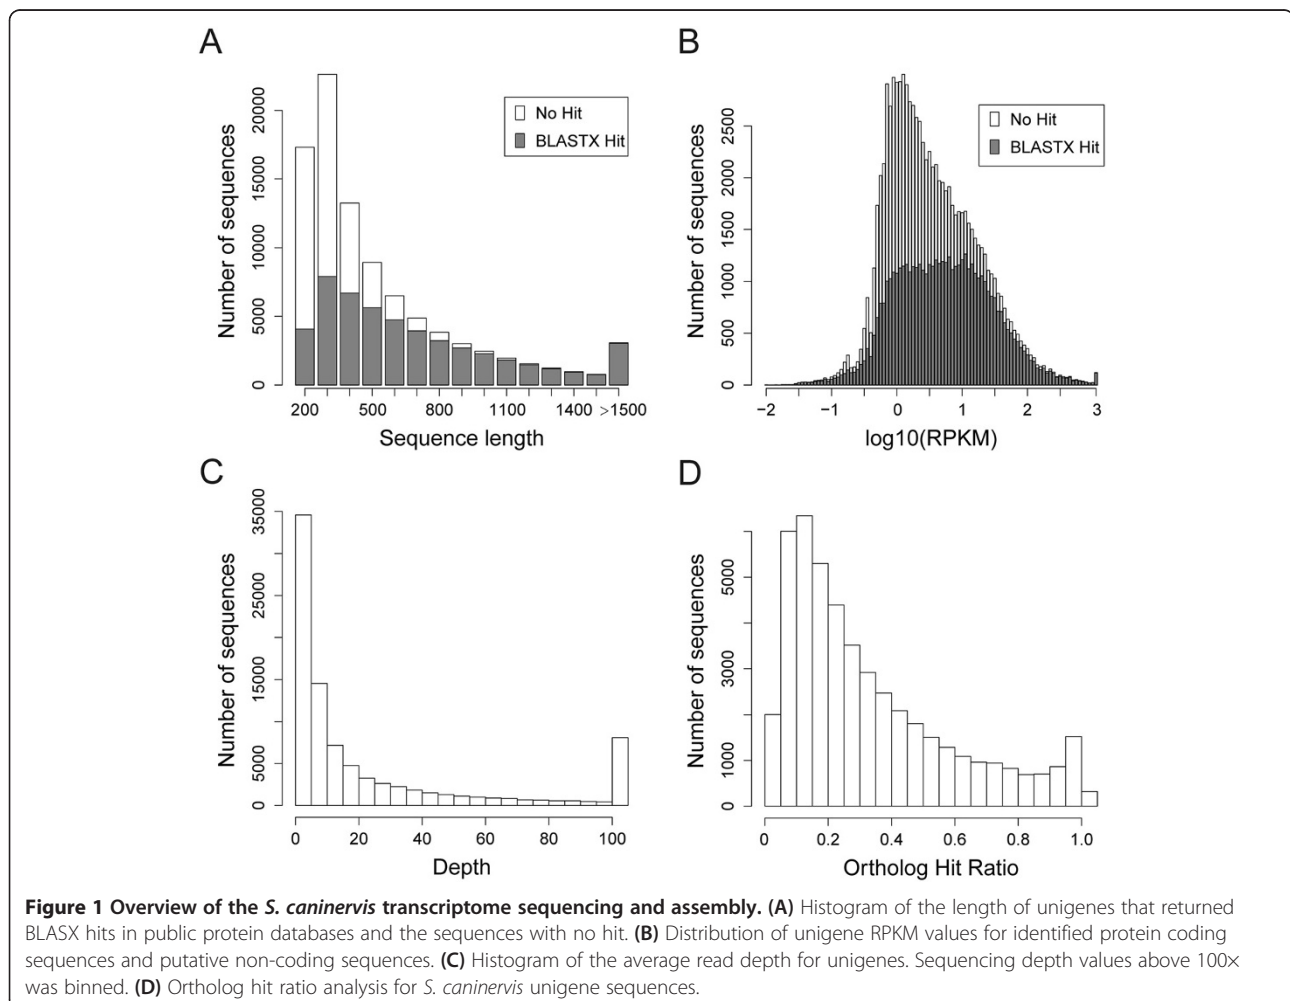 A
Number of sequences
0
5000
10000
15000
20000
No Hit
BLASTX Hit
200 500 800 1100 1400 >1500
Sequence length
B
Number of sequences
0
500
1000
1500
2000
2500
No Hit
BLASTX Hit
−2 −1 0 1 2 3
log10(RPKM)
C
Number of sequences
0
5000
15000
25000
35000
0 20 40 60 80 100
Depth
D
Number of sequences
0
1000
3000
5000
0 0.2 0.4 0.6 0.8 1.0
Ortholog Hit Ratio
Figure 1 Overview of the S. caninervis transcriptome sequencing and assembly. (A) Histogram of the length of unigenes that returned
BLASX hits in public protein databases and the sequences with no hit. (B) Distribution of unigene RPKM values for identified protein coding
sequences and putative non-coding sequences. (C) Histogram of the average read depth for unigenes. Sequencing depth values above 100×
was binned. (D) Ortholog hit ratio analysis for S. caninervis unigene sequences.